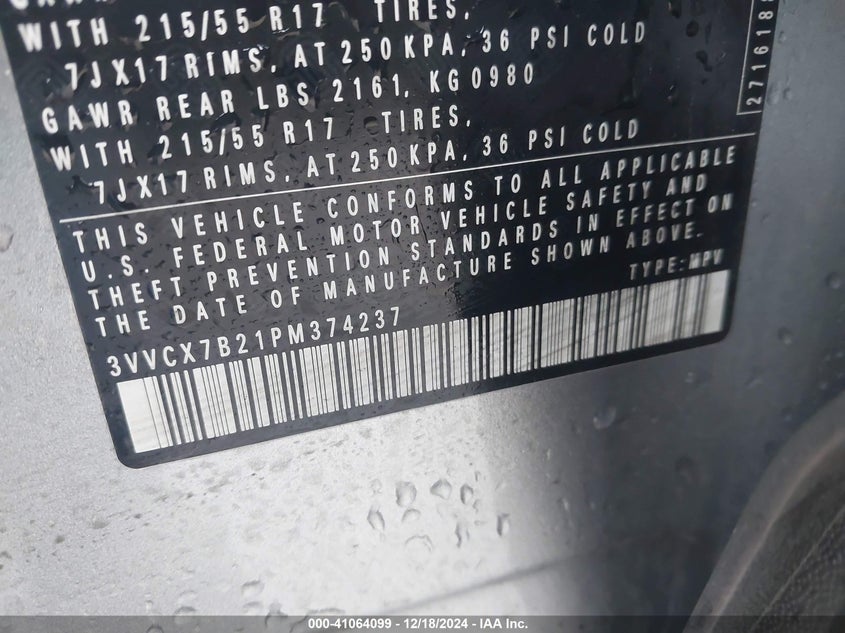 WITH 215/55 R17 TIRES,
7JX17 RIMS, AT 250 KPA, 36 PSI COLD
GAWR REAR LBS 2161, KG 0980
WITH 215/55 R17 TIRES,
7JX17 RIMS, AT 250 KPA, 36 PSI COLD
THIS VEHICLE CONFORMS TO ALL APPLICABLE
U.S. FEDERAL MOTOR VEHICLE SAFETY AND
THEFT PREVENTION STANDARDS IN EFFECT ON
THE DATE OF MANUFACTURE SHOWN ABOVE.
TYPE:MPV
3VVCX7B21PM374237
000-41064099 - 12/18/2024 - IAA Inc.